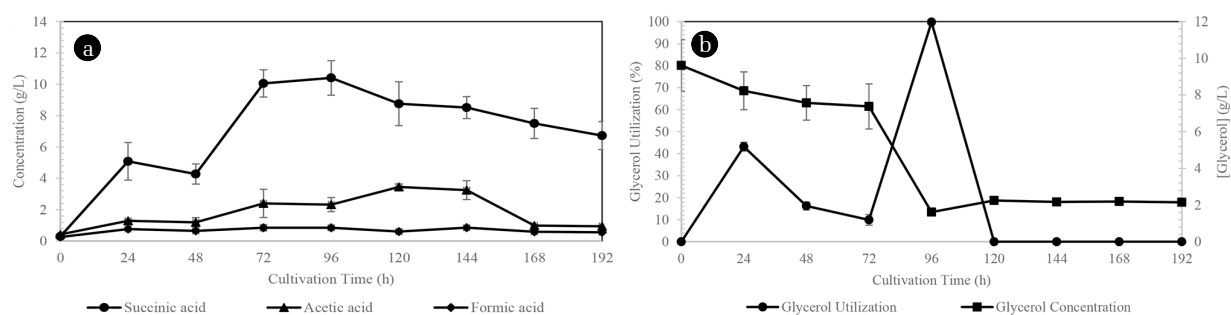 a
Concentration (g/L)
14
12
10
8
6
4
2
0
0 24 48 72 96 120 144 168 192
Cultivation Time (h)
Succinic acid Acetic acid Formic acid
b
Glycerol Utilization (%)
100
90
80
70
60
50
40
30
20
10
0
12
10
8
6
4
2
0
[Glycerol] (g/L)
0 24 48 72 96 120 144 168 192
Cultivation Time (h)
Glycerol Utilization Glycerol Concentration